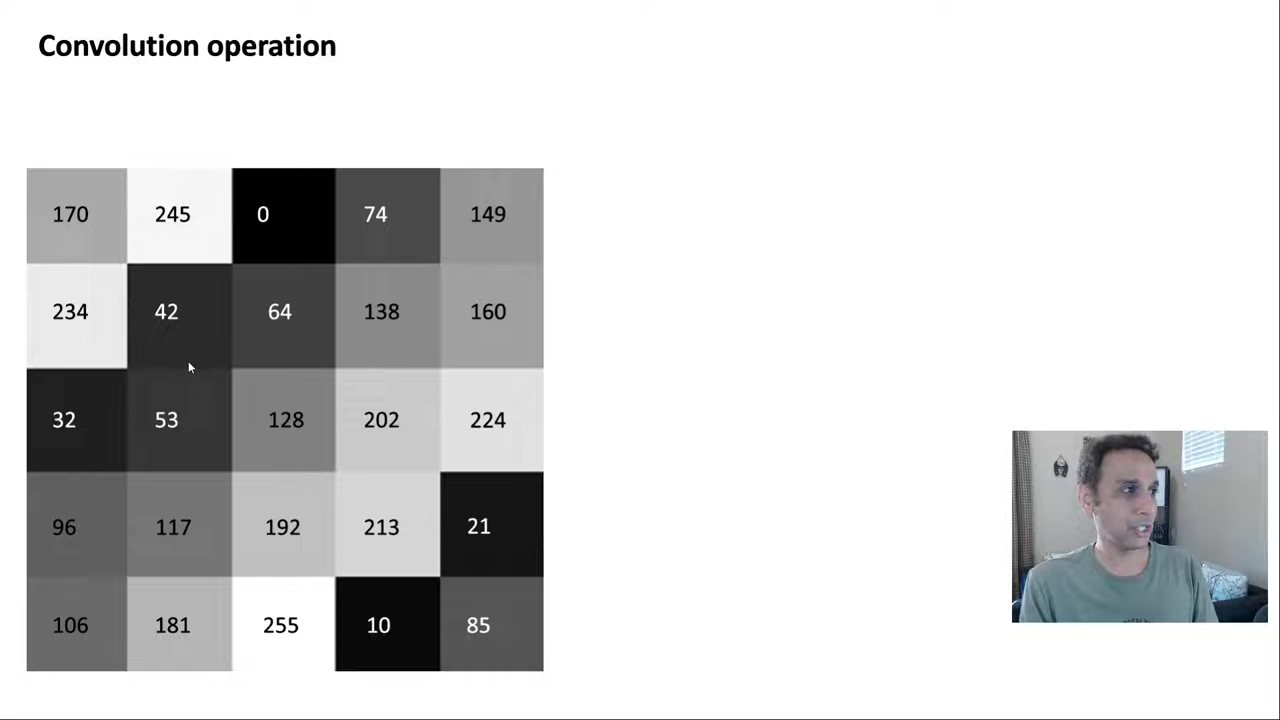 Convolution operation
170 245 0 74 149
234 42 64 138 160
32 53 128 202 224
96 117 192 213 21
106 181 255 10 85